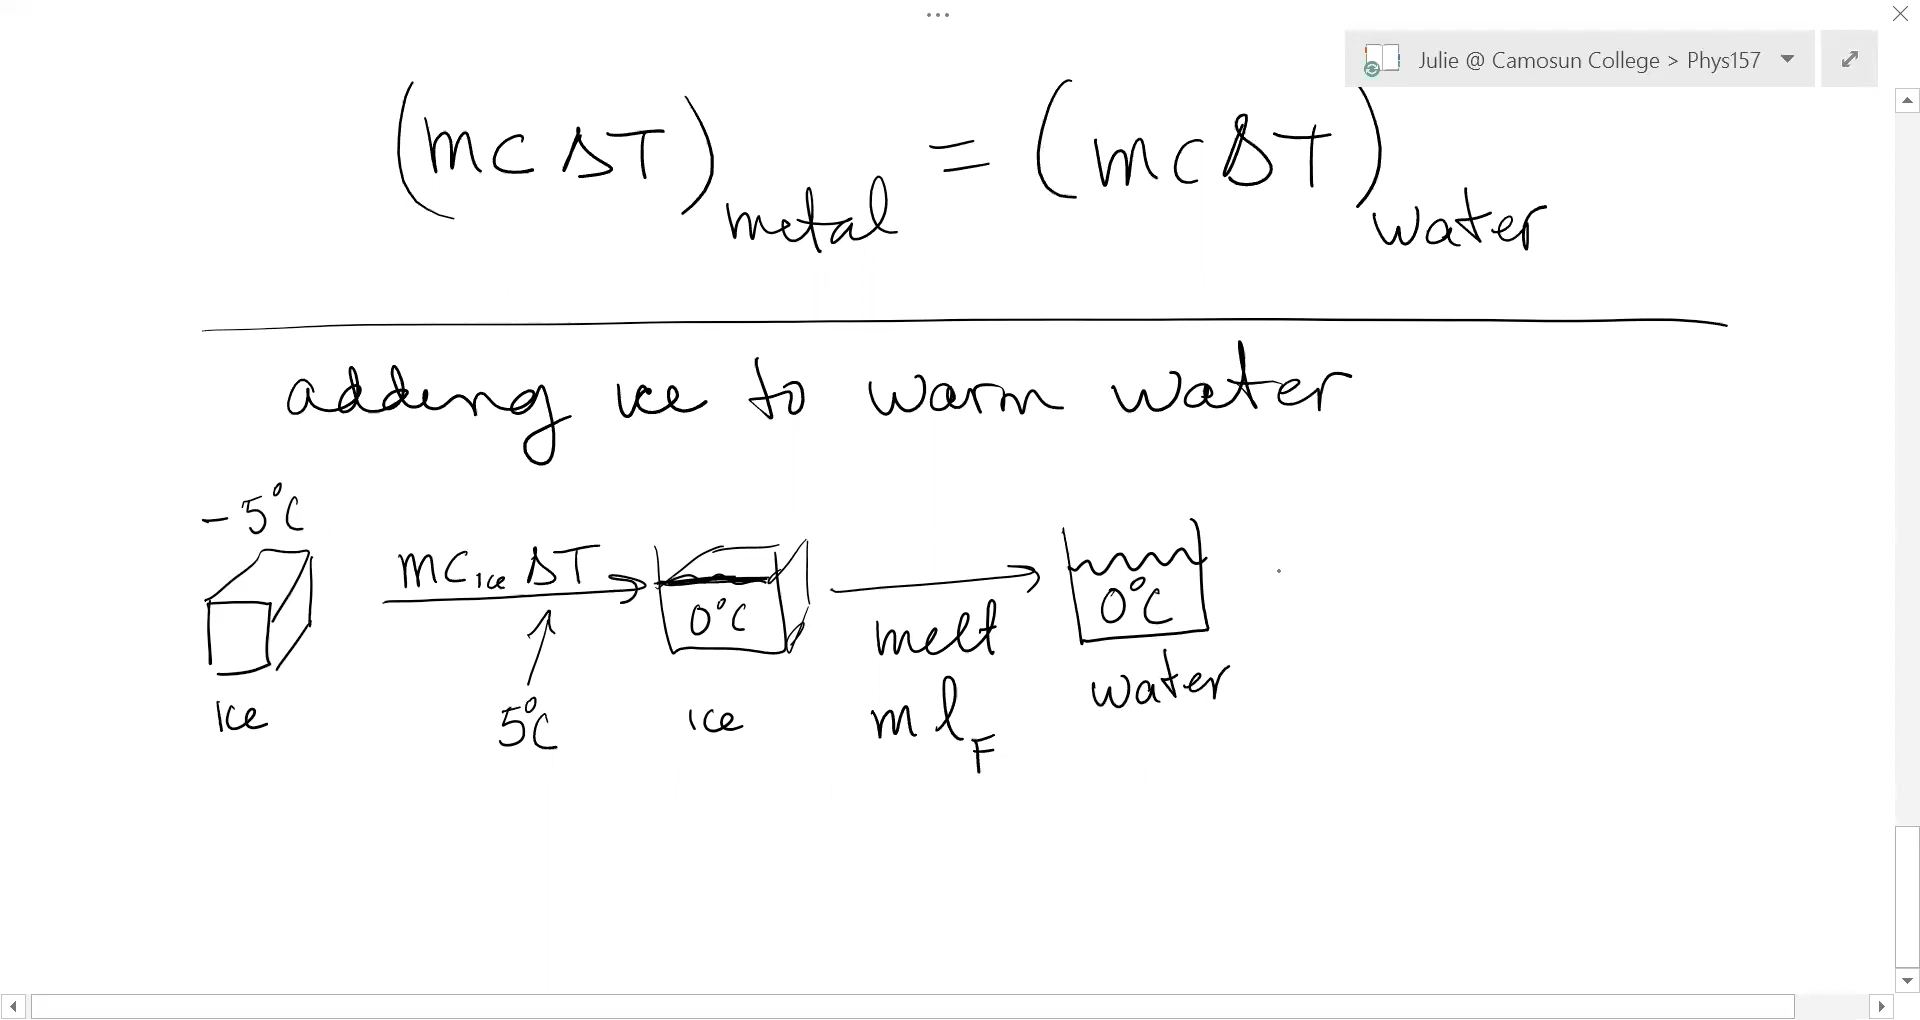 Julie @ Camosun College > Phys157
(mcΔT)metal = (mcΔT)water
adding ice to warm water
-5°C
mcice ΔT
0°C
0°C
melt
water
ice
5°C
ice
mlF